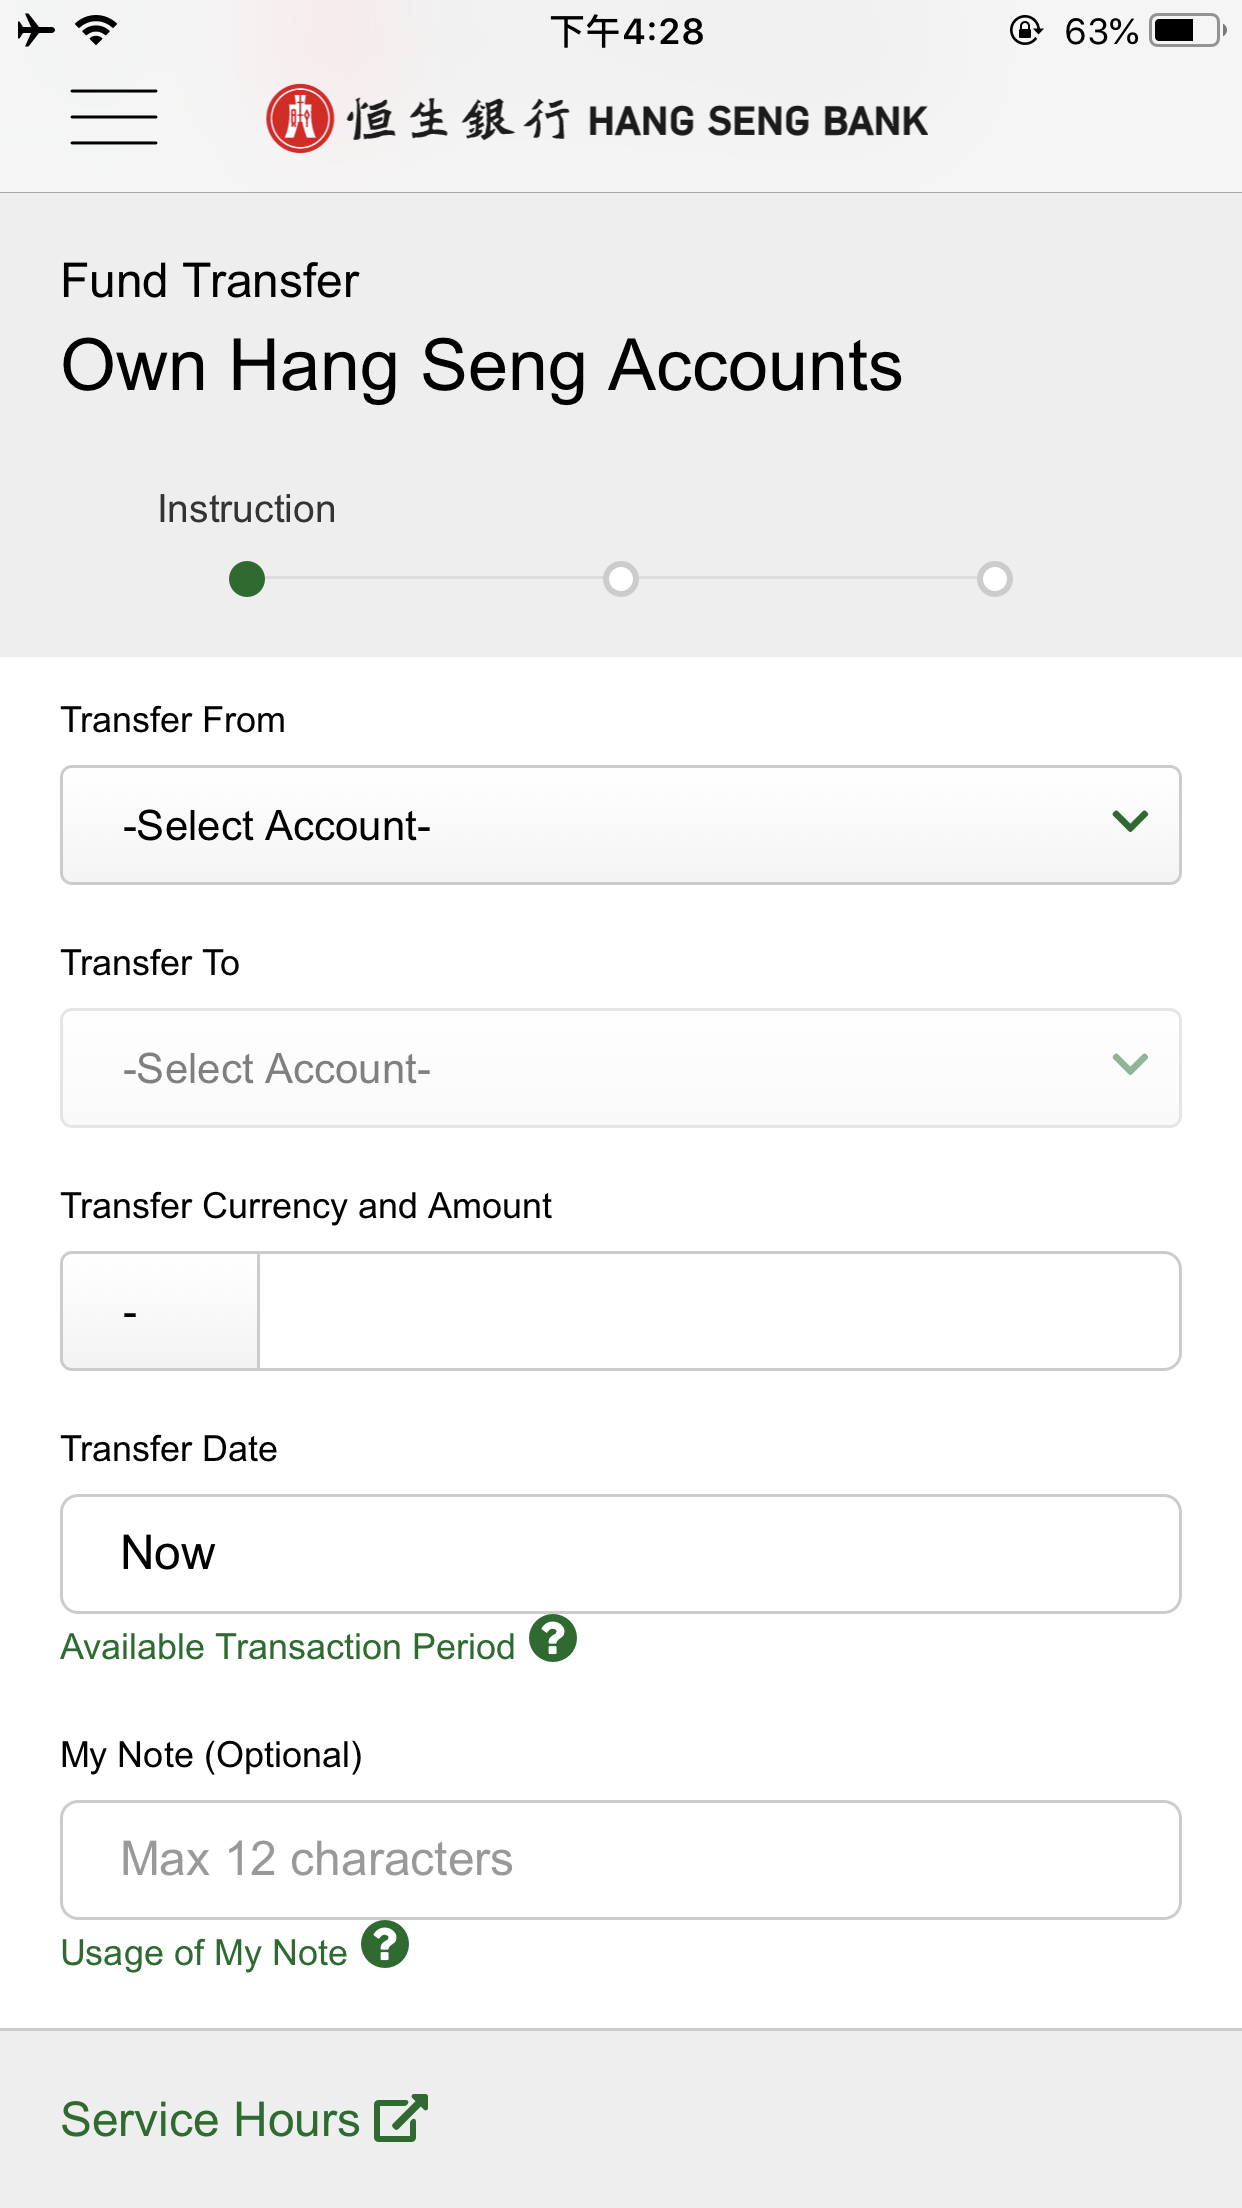 下午4:28
63%
恒生銀行 HANG SENG BANK
Fund Transfer
Own Hang Seng Accounts
Instruction
Transfer From
-Select Account-
Transfer To
-Select Account-
Transfer Currency and Amount
-
Transfer Date
Now
Available Transaction Period ?
My Note (Optional)
Max 12 characters
Usage of My Note ?
Service Hours